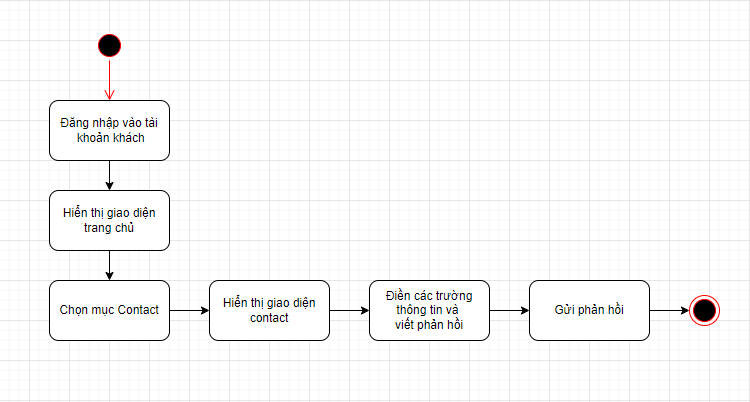 Đăng nhập vào tài
khoản khách
Hiển thị giao diện
trang chủ
Chọn mục Contact
Hiển thị giao diện
contact
Điền các trường
thông tin và
viết phản hồi
Gửi phản hồi